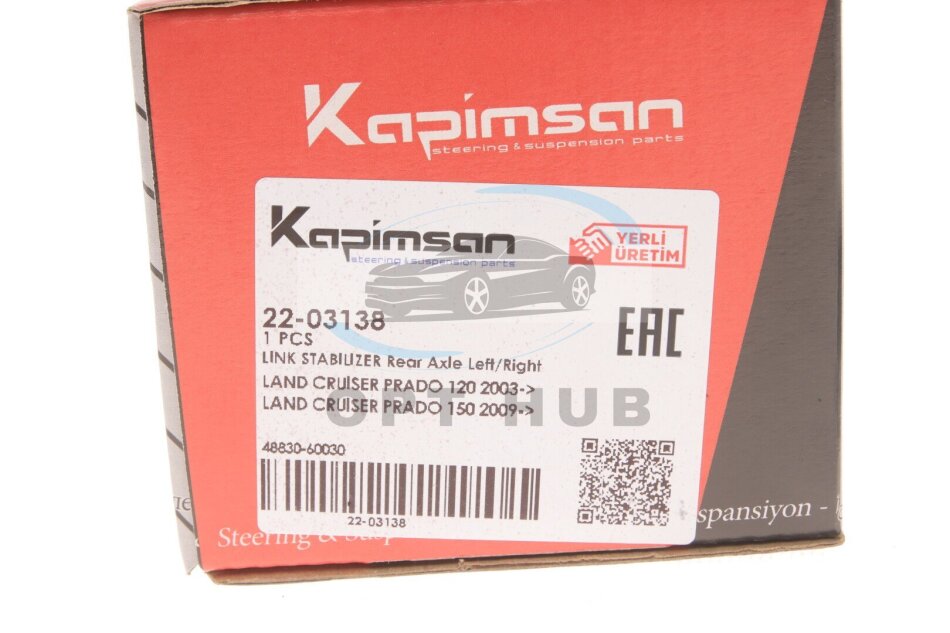 Kapimsan
steering & suspension parts
Kapimsan
steering & suspension parts
YERLİ
ÜRETİM
22-03138
1 PCS
EAC
LINK STABILIZER Rear Axle Left/Right
LAND CRUISER PRADO 120 2003->
LAND CRUISER PRADO 150 2009->
OPT HUB
48830-60030
22-03138
Steering & Susp
spansiyon -